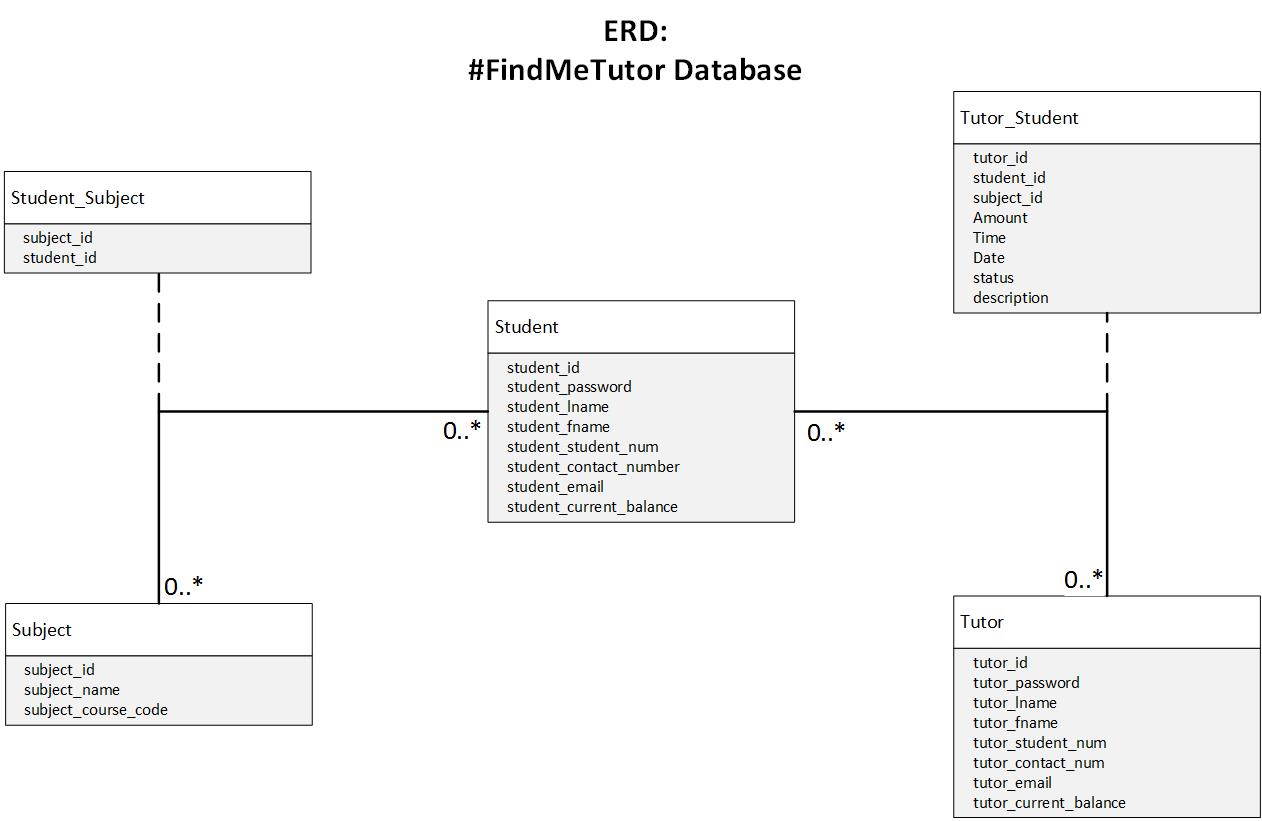 ERD:
#FindMeTutor Database
Student_Subject
subject_id
student_id
Tutor_Student
tutor_id
student_id
subject_id
Amount
Time
Date
status
description
Student
student_id
student_password
student_lname
student_fname
student_student_num
student_contact_number
student_email
student_current_balance
0..*
0..*
0..*
0..*
Subject
subject_id
subject_name
subject_course_code
Tutor
tutor_id
tutor_password
tutor_lname
tutor_fname
tutor_student_num
tutor_contact_num
tutor_email
tutor_current_balance